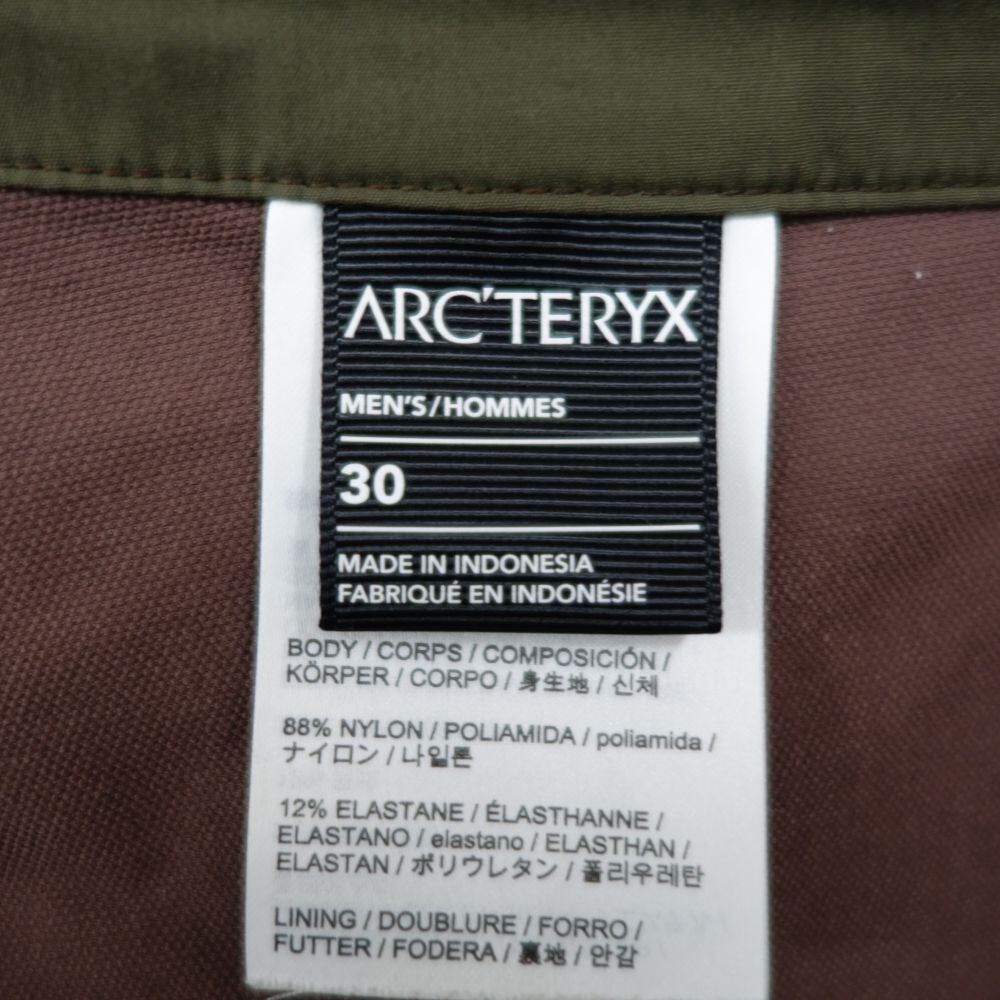 ARC'TERYX
MEN'S/HOMMES
30
MADE IN INDONESIA
FABRIQUÉ EN INDONÉSIE
BODY / CORPS / COMPOSICIÓN /
KÖRPER / CORPO / 身生地 / 신체
88% NYLON / POLIAMIDA / poliamida /
ナイロン / 나일론
12% ELASTANE / ÉLASTHANNE /
ELASTANO / elastano / ELASTHAN /
ELASTAN / ポリウレタン / 폴리우레탄
LINING / DOUBLURE / FORRO /
FUTTER / FODERA / 裏地 / 안감